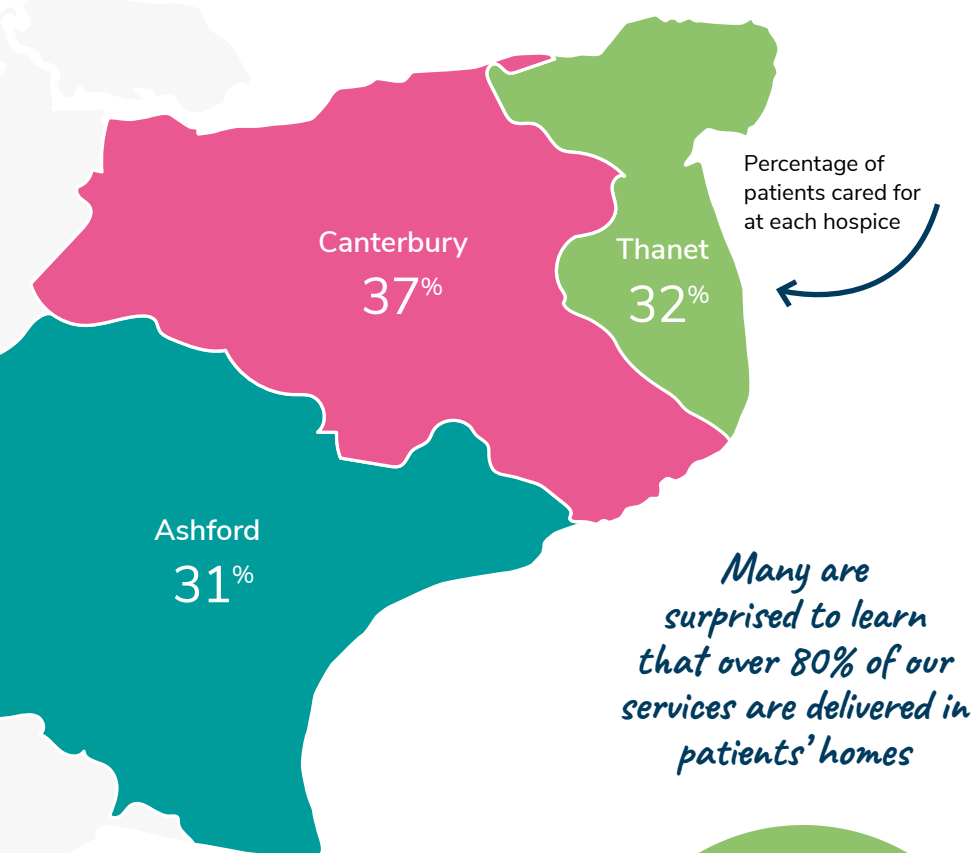 Percentage of
patients cared for
at each hospice
Canterbury
37%
Thanet
32%
Ashford
31%
Many are
surprised to learn
that over 80% of our
services are delivered in
patients’ homes